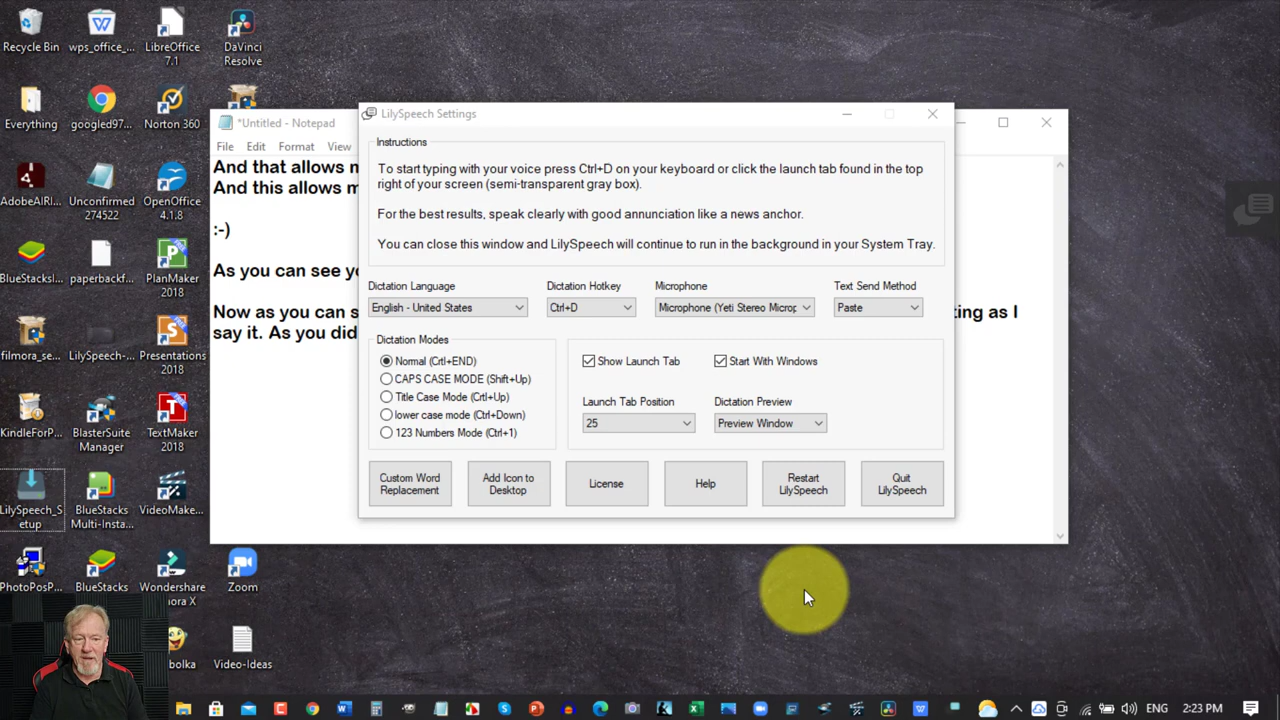 Recycle Bin
wps_office_...
LibreOffice
7.1
DaVinci
Resolve
Everything
googled97...
Norton 360
AdobeAIRI...
Unconfirmed
274522
OpenOffice
4.1.8
BlueStacksI...
paperbackf...
PlanMaker
2018
filmora_se...
LilySpeech-...
Presentations
2018
KindleForP...
BlasterSuite
Manager
TextMaker
2018
LilySpeech_S
etup
BlueStacks
Multi-Insta...
VideoMake...
PhotoPosP...
BlueStacks
Wondershare
ora X
Zoom
bolka
Video-Ideas
*Untitled - Notepad
File Edit Format View
And that allows m
And this allows m
:-)
As you can see yo
Now as you can s
ting as I
say it. As you did
LilySpeech Settings
Instructions
To start typing with your voice press Ctrl+D on your keyboard or click the launch tab found in the top
right of your screen (semi-transparent gray box).
For the best results, speak clearly with good annunciation like a news anchor.
You can close this window and LilySpeech will continue to run in the background in your System Tray.
Dictation Language
Dictation Hotkey
Microphone
Text Send Method
English - United States
Ctrl+D
Microphone (Yeti Stereo Microp
Paste
Dictation Modes
Normal (Crtl+END)
CAPS CASE MODE (Shift+Up)
Title Case Mode (Crtl+Up)
lower case mode (Ctrl+Down)
123 Numbers Mode (Ctrl+1)
Show Launch Tab
Start With Windows
Launch Tab Position
Dictation Preview
25
Preview Window
Custom Word
Replacement
Add Icon to
Desktop
License
Help
Restart
LilySpeech
Quit
LilySpeech
ENG
2:23 PM